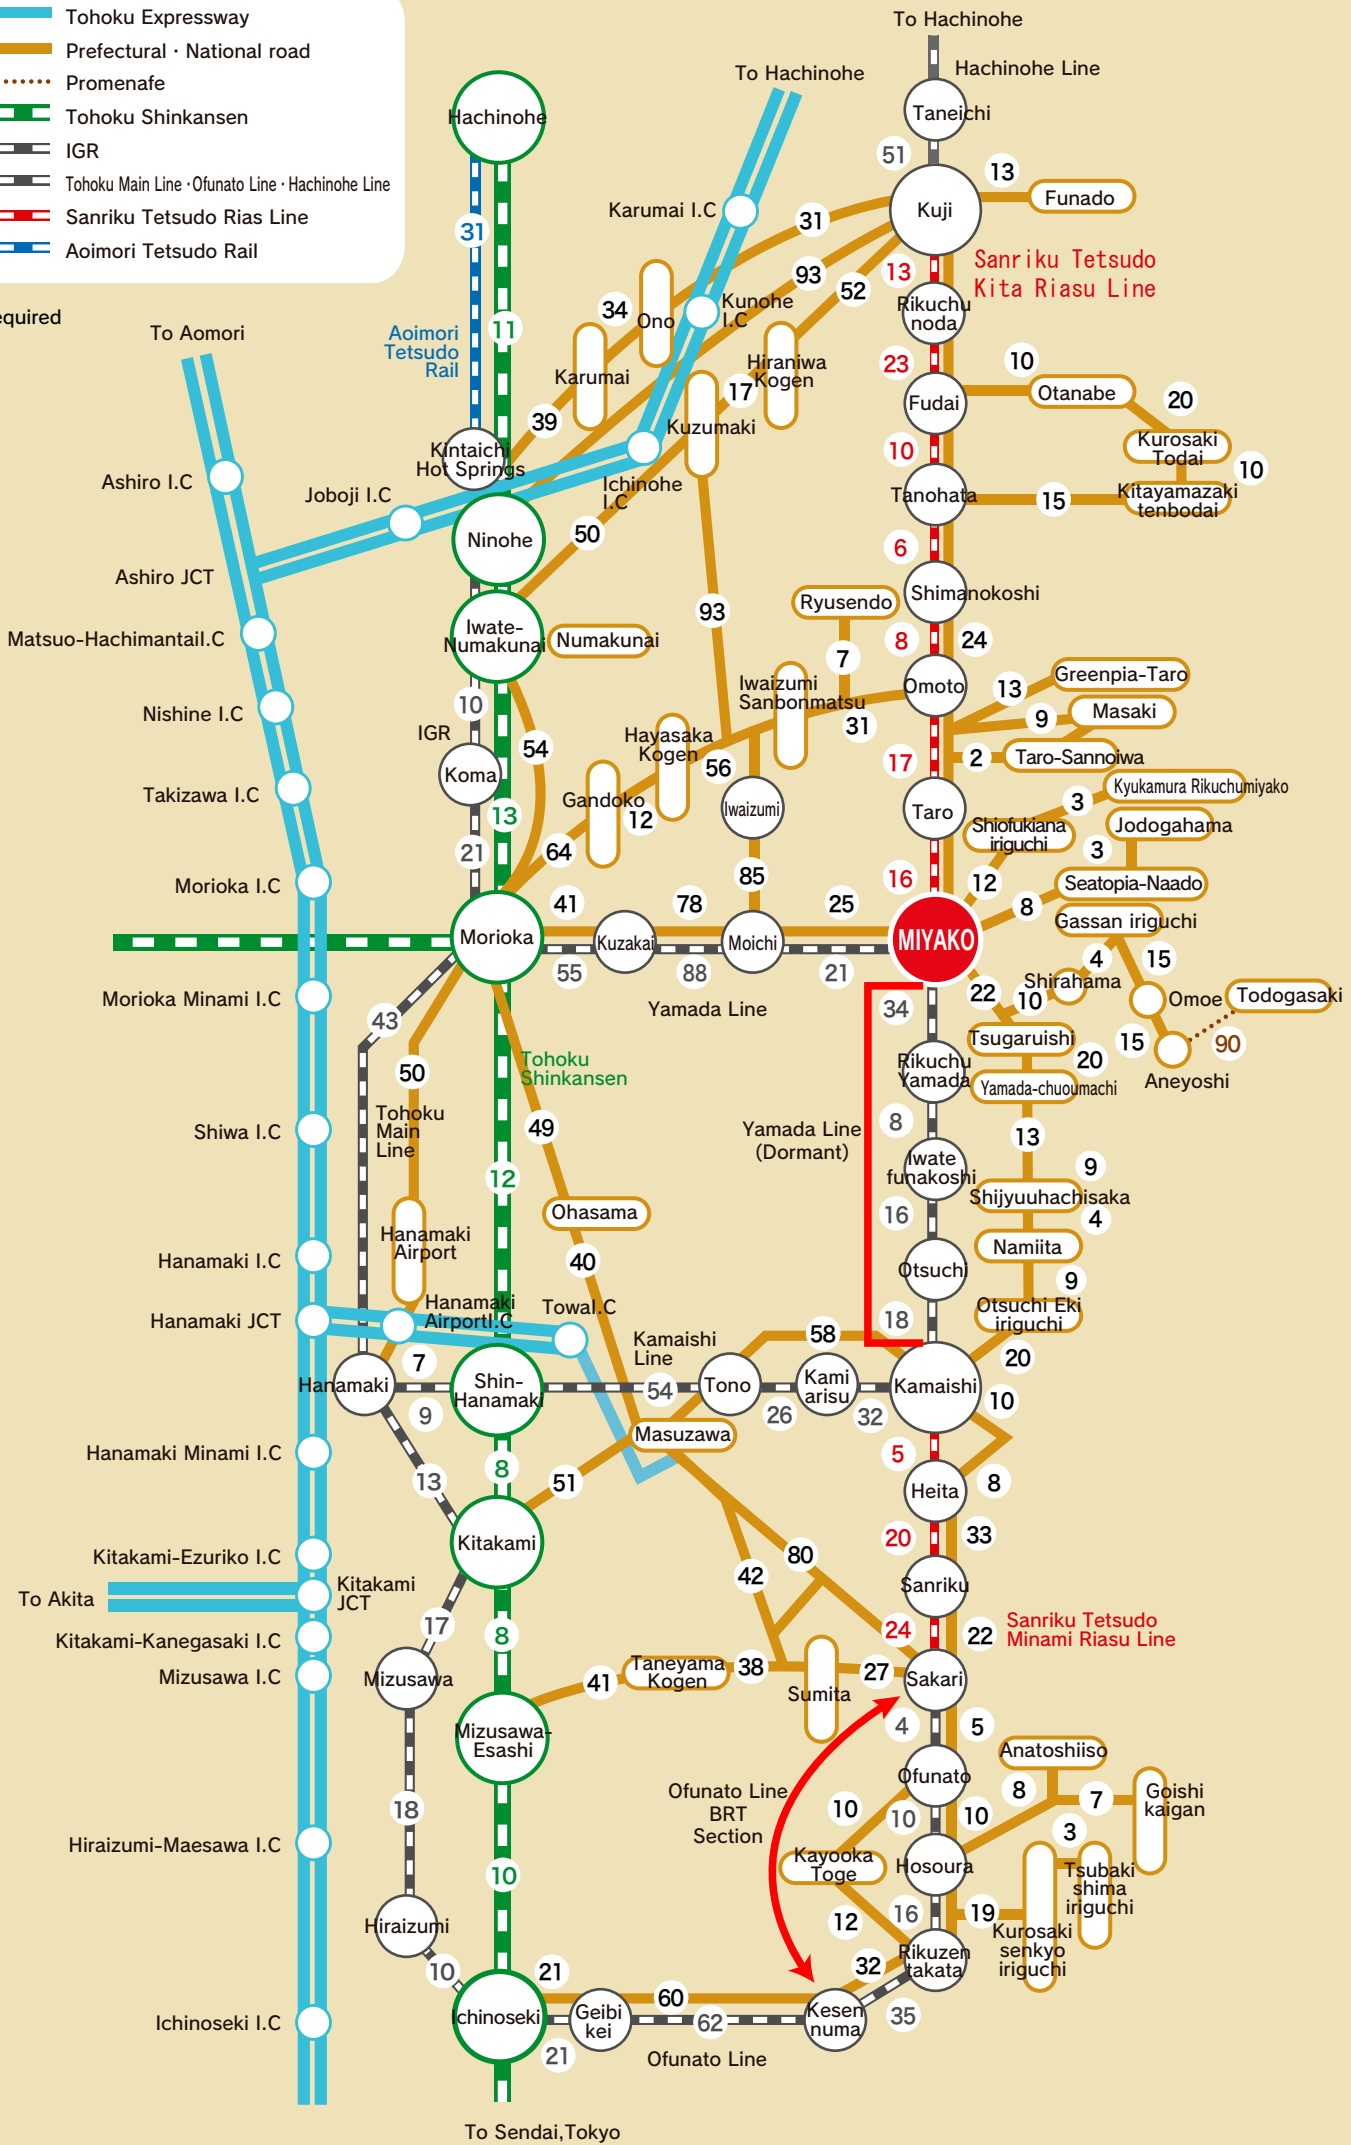 Tohoku Expressway
Prefectural · National road
Promenafe
Tohoku Shinkansen
IGR
Tohoku Main Line · Ofunato Line · Hachinohe Line
Sanriku Tetsudo Rias Line
Aoimori Tetsudo Rail
equired
To Hachinohe
Hachinohe Line
Taneichi
51
Kuji
13
Funado
To Hachinohe
Hachinohe
Karumai I.C
31
93
52
13
Sanriku Tetsudo
Kita Riasu Line
31
34
Ono
Kunohe
I.C
Rikuchu
noda
To Aomori
Aoimori
Tetsudo
Rail
11
Karumai
Hiraniwa
Kogen
23
10
Otanabe
20
39
17
Fudai
Kuzumaki
10
Kurosaki
Todai
10
Kintaichi
Hot Springs
Ashiro I.C
Joboji I.C
Ichinohe
I.C
Tanohata
15
Kitayamazaki
tenbodai
Ninohe
50
6
Ashiro JCT
Shimanokoshi
93
Ryusendo
Matsuo-HachimantaiI.C
Iwate-
Numakunai
Numakunai
7
8
24
Iwaizumi
Sanbonmatsu
Omoto
13
Greenpia-Taro
Nishine I.C
10
31
9
Masaki
IGR
54
Hayasaka
Kogen
56
17
2
Taro-Sannoiwa
Koma
Takizawa I.C
13
Gandoko
12
Iwaizumi
Taro
3
Kyukamura Rikuchumiyako
Shiofukiana
iriguchi
Jodogahama
21
64
3
Morioka I.C
85
16
12
Seatopia-Naado
41
78
25
8
Gassan iriguchi
Morioka
Kuzakai
Moichi
MIYAKO
55
88
21
4
15
Yamada Line
22
10
Shirahama
Omoe
Todogasaki
Morioka Minami I.C
34
43
Tsugaruishi
15
90
50
Tohoku
Shinkansen
Rikuchu
Yamada
20
Aneyoshi
Yamada-chuoumachi
Shiwa I.C
Tohoku
Main
Line
49
Yamada Line
(Dormant)
8
13
12
Iwate
funakoshi
9
Shijyuuhachisaka
Ohasama
16
4
Hanamaki
Airport
Namiita
Hanamaki I.C
40
Otsuchi
9
Hanamaki JCT
Hanamaki
AirportI.C
TowaI.C
18
Otsuchi Eki
iriguchi
Kamaishi
Line
58
7
20
Hanamaki
Shin-
Hanamaki
54
Tono
Kami
arisu
Kamaishi
9
26
32
10
Masuzawa
Hanamaki Minami I.C
8
5
13
51
Heita
8
Kitakami
20
33
Kitakami-Ezuriko I.C
80
To Akita
Kitakami
JCT
42
Sanriku
17
8
24
22
Sanriku Tetsudo
Minami Riasu Line
Kitakami-Kanegasaki I.C
Mizusawa I.C
Mizusawa
41
Taneyama
Kogen
38
27
Sakari
Sumita
Mizusawa-
Esashi
4
5
Anatoshiiso
Ofunato
8
7
Goishi
kaigan
Ofunato Line
BRT
Section
18
10
10
10
3
Hiraizumi-Maesawa I.C
Kayooka
Toge
Hosoura
Tsubaki
shima
iriguchi
10
12
16
19
Hiraizumi
Kurosaki
senkyo
iriguchi
Rikuzen
takata
10
21
32
60
Ichinoseki I.C
Ichinoseki
Geibi
kei
62
Kesen
numa
35
21
Ofunato Line
To Sendai,Tokyo